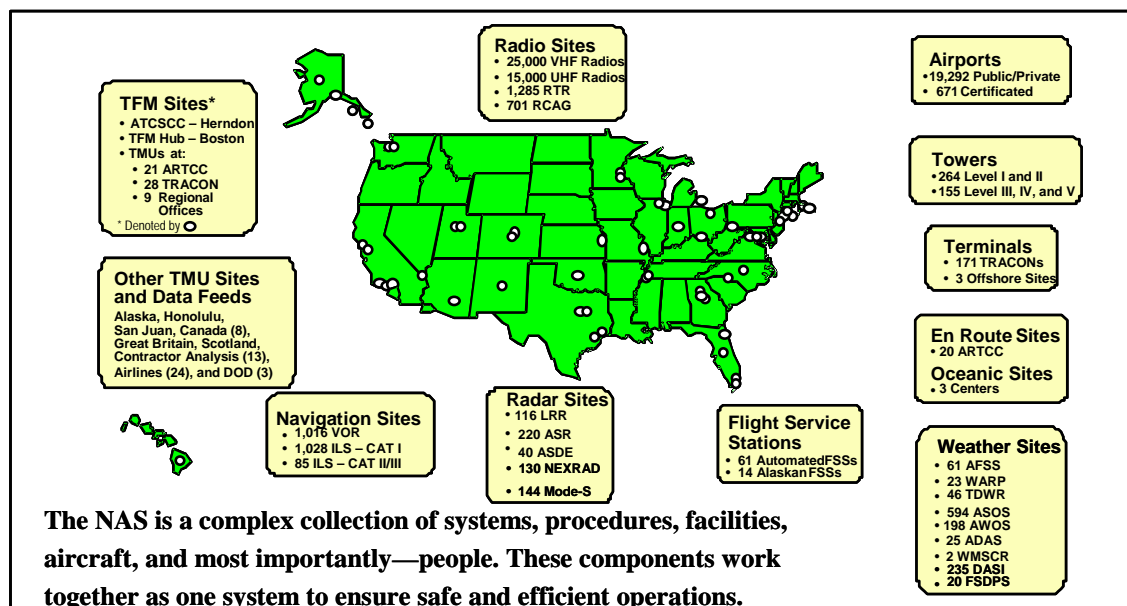 Radio Sites
• 25,000 VHF Radios
• 15,000 UHF Radios
• 1,285 RTR
• 701 RCAG
Airports
•19,292 Public/Private
• 671 Certificated
TFM Sites*
• ATCSCC – Herndon
• TFM Hub – Boston
• TMUs at:
• 21 ARTCC
• 28 TRACON
• 9 Regional
Offices
* Denoted by
Towers
•264 Level I and II
•155 Level III, IV, and V
Terminals
• 171 TRACONs
• 3 Offshore Sites
Other TMU Sites
and Data Feeds
Alaska, Honolulu,
San Juan, Canada (8),
Great Britain, Scotland,
Contractor Analysis (13),
Airlines (24), and DOD (3)
En Route Sites
• 20 ARTCC
Oceanic Sites
• 3 Centers
Navigation Sites
• 1,016 VOR
• 1,028 ILS – CAT I
• 85 ILS – CAT II/III
Radar Sites
• 116 LRR
• 220 ASR
• 40 ASDE
• 130 NEXRAD
• 144 Mode-S
Flight Service
Stations
• 61 AutomatedFSSs
• 14 AlaskanFSSs
Weather Sites
• 61 AFSS
• 23 WARP
• 46 TDWR
• 594 ASOS
•198 AWOS
• 25 ADAS
• 2 WMSCR
• 235 DASI
• 20 FSDPS
The NAS is a complex collection of systems, procedures, facilities,
aircraft, and most importantly—people. These components work
together as one system to ensure safe and efficient operations.